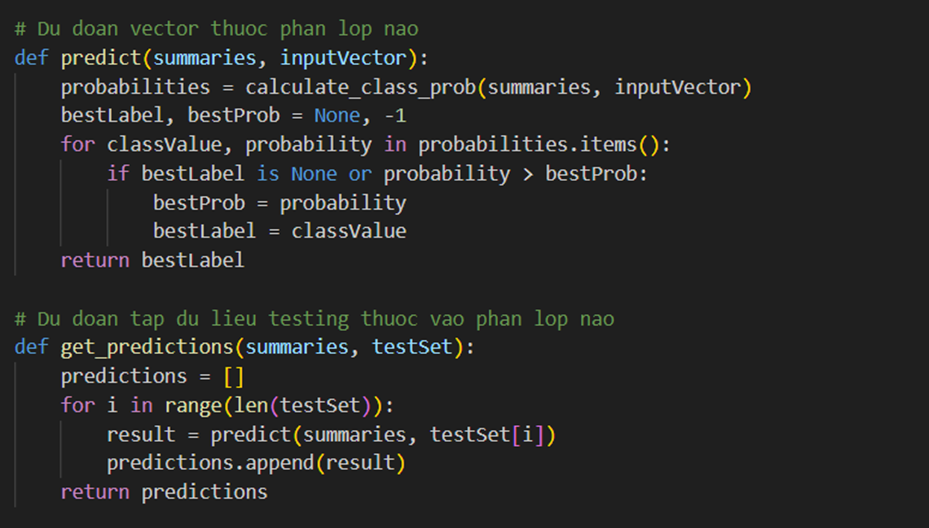 # Du doan vector thuoc phan lop nao
def predict(summaries, inputVector):
    probabilities = calculate_class_prob(summaries, inputVector)
    bestLabel, bestProb = None, -1
    for classValue, probability in probabilities.items():
        if bestLabel is None or probability > bestProb:
            bestProb = probability
            bestLabel = classValue
    return bestLabel

# Du doan tap du lieu testing thuoc vao phan lop nao
def get_predictions(summaries, testSet):
    predictions = []
    for i in range(len(testSet)):
        result = predict(summaries, testSet[i])
        predictions.append(result)
    return predictions